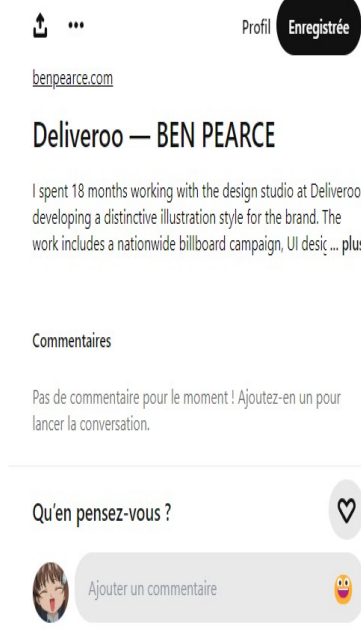 Profil Enregistrée
benpearce.com
Deliveroo — BEN PEARCE
I spent 18 months working with the design studio at Deliveroo
developing a distinctive illustration style for the brand. The
work includes a nationwide billboard campaign, UI desig ... plus
Commentaires
Pas de commentaire pour le moment ! Ajoutez-en un pour
lancer la conversation.
Qu'en pensez-vous ?
Ajouter un commentaire